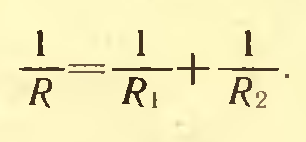 1/R = 1/R₁ + 1/R₂.